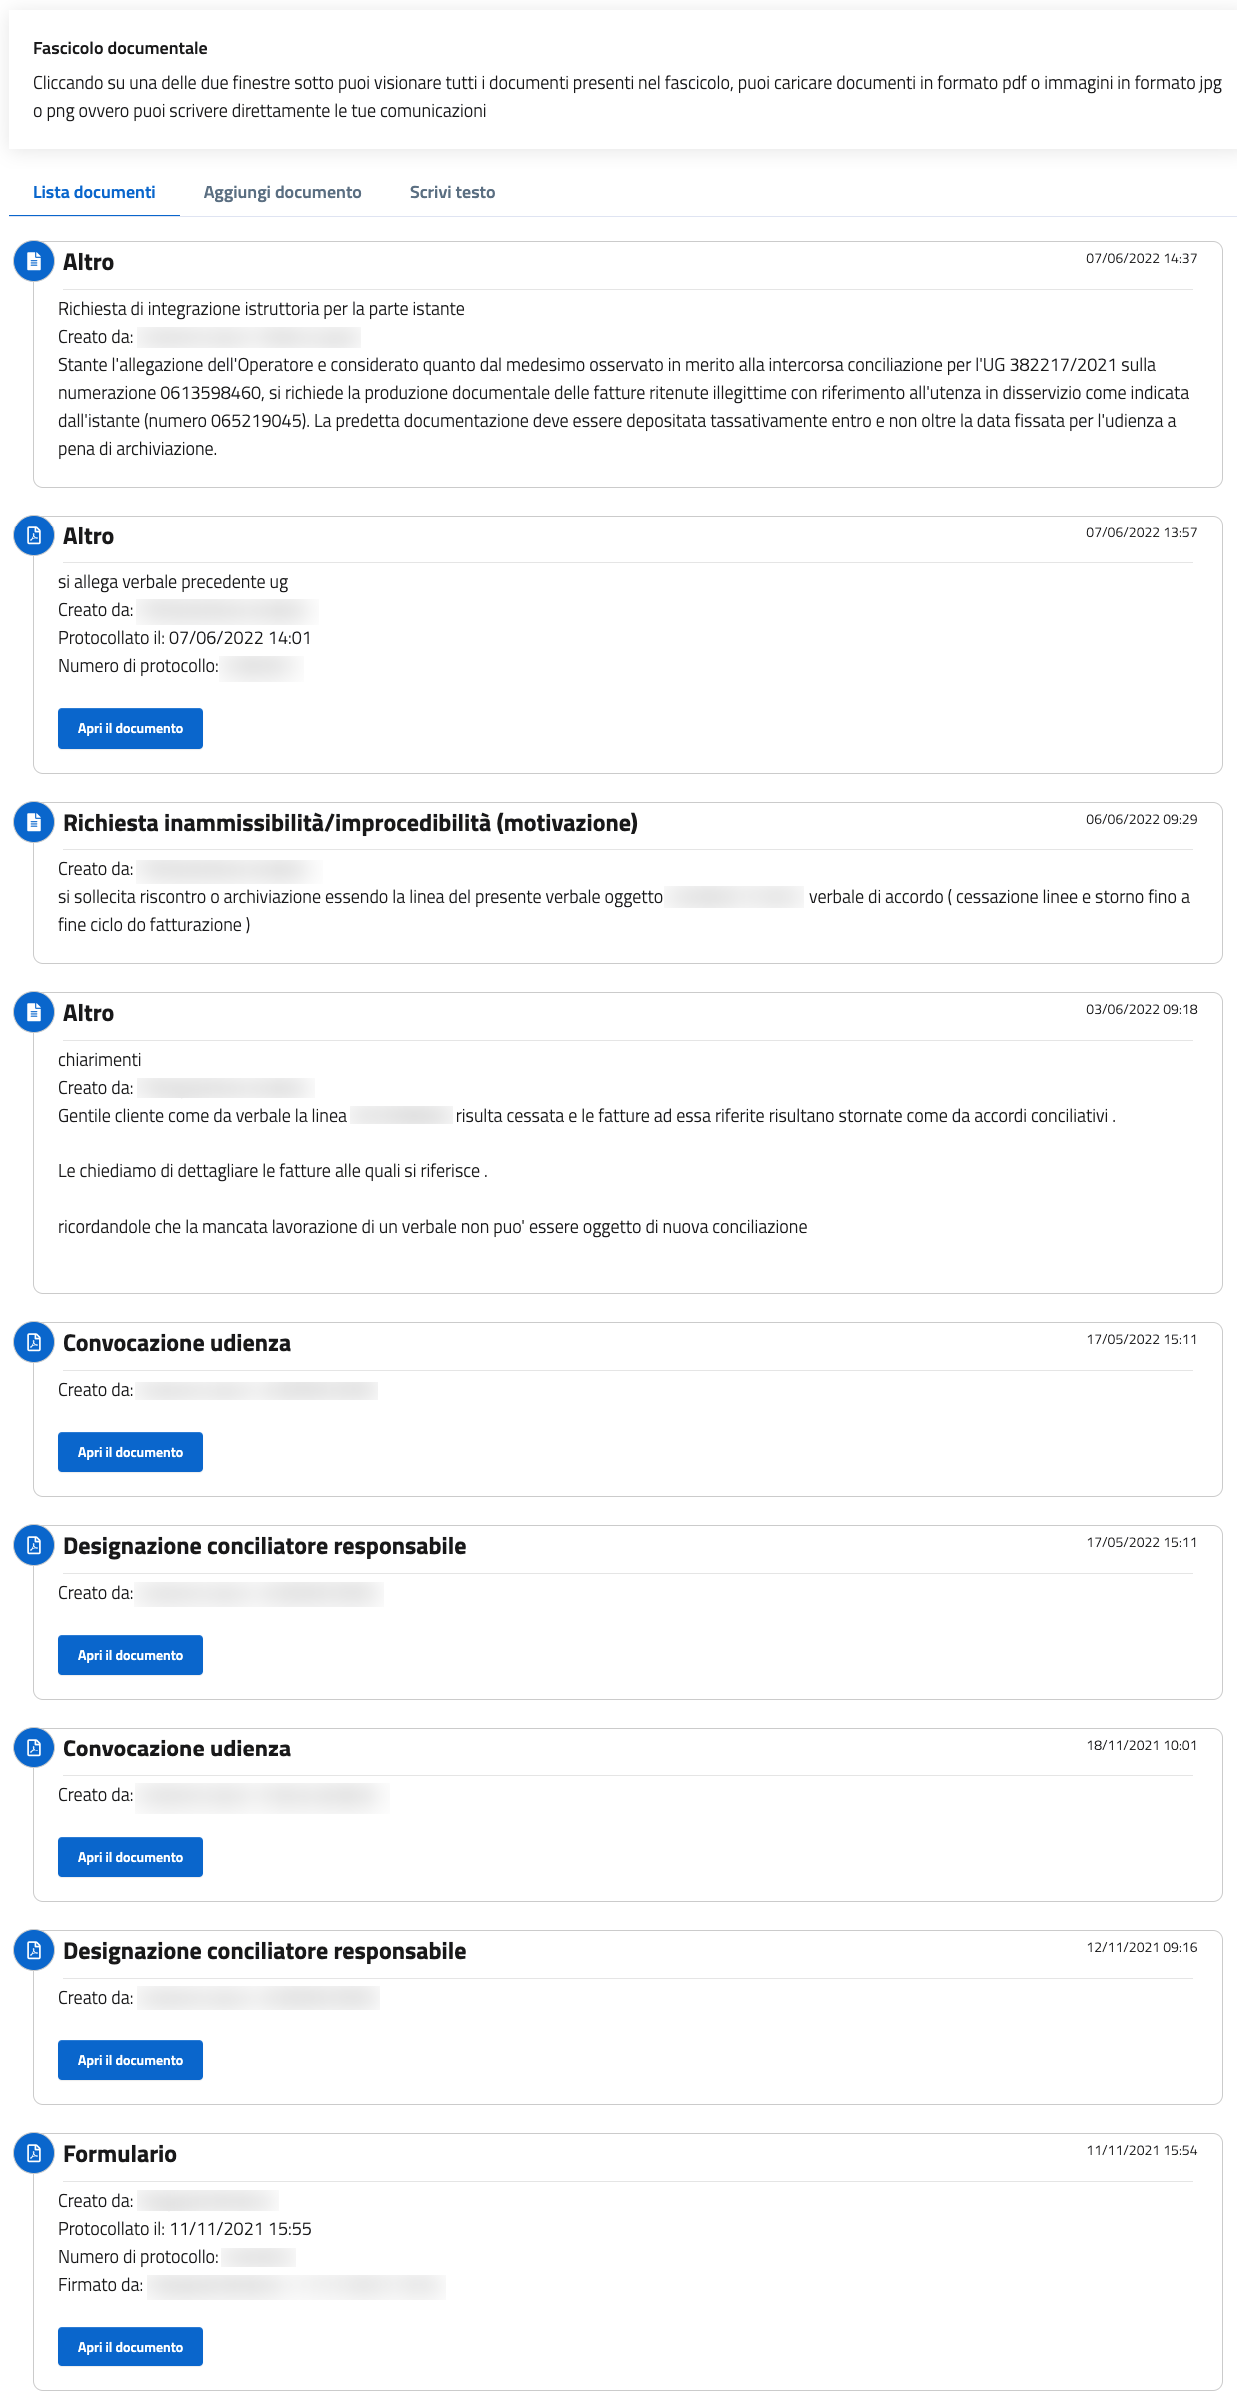 Fascicolo documentale
Cliccando su una delle due finestre sotto puoi visionare tutti i documenti presenti nel fascicolo, puoi caricare documenti in formato pdf o immagini in formato jpg
o png ovvero puoi scrivere direttamente le tue comunicazioni
Lista documenti Aggiungi documento Scrivi testo
Altro 07/06/2022 14:37
Richiesta di integrazione istruttoria per la parte istante
Creato da:
Stante l'allegazione dell'Operatore e considerato quanto dal medesimo osservato in merito alla intercorsa conciliazione per l'UG 382217/2021 sulla
numerazione 0613598460, si richiede la produzione documentale delle fatture ritenute illegittime con riferimento all'utenza in disservizio come indicata
dall'istante (numero 065219045). La predetta documentazione deve essere depositata tassativamente entro e non oltre la data fissata per l'udienza a
pena di archiviazione.
Altro 07/06/2022 13:57
si allega verbale precedente ug
Creato da:
Protocollato il: 07/06/2022 14:01
Numero di protocollo:
Apri il documento
Richiesta inammissibilità/improcedibilità (motivazione) 06/06/2022 09:29
Creato da:
si sollecita riscontro o archiviazione essendo la linea del presente verbale oggetto verbale di accordo ( cessazione linee e storno fino a
fine ciclo do fatturazione )
Altro 03/06/2022 09:18
chiarimenti
Creato da:
Gentile cliente come da verbale la linea risulta cessata e le fatture ad essa riferite risultano stornate come da accordi conciliativi .
Le chiediamo di dettagliare le fatture alle quali si riferisce .
ricordandole che la mancata lavorazione di un verbale non puo' essere oggetto di nuova conciliazione
Convocazione udienza 17/05/2022 15:11
Creato da:
Apri il documento
Designazione conciliatore responsabile 17/05/2022 15:11
Creato da:
Apri il documento
Convocazione udienza 18/11/2021 10:01
Creato da:
Apri il documento
Designazione conciliatore responsabile 12/11/2021 09:16
Creato da:
Apri il documento
Formulario 11/11/2021 15:54
Creato da:
Protocollato il: 11/11/2021 15:55
Numero di protocollo:
Firmato da:
Apri il documento